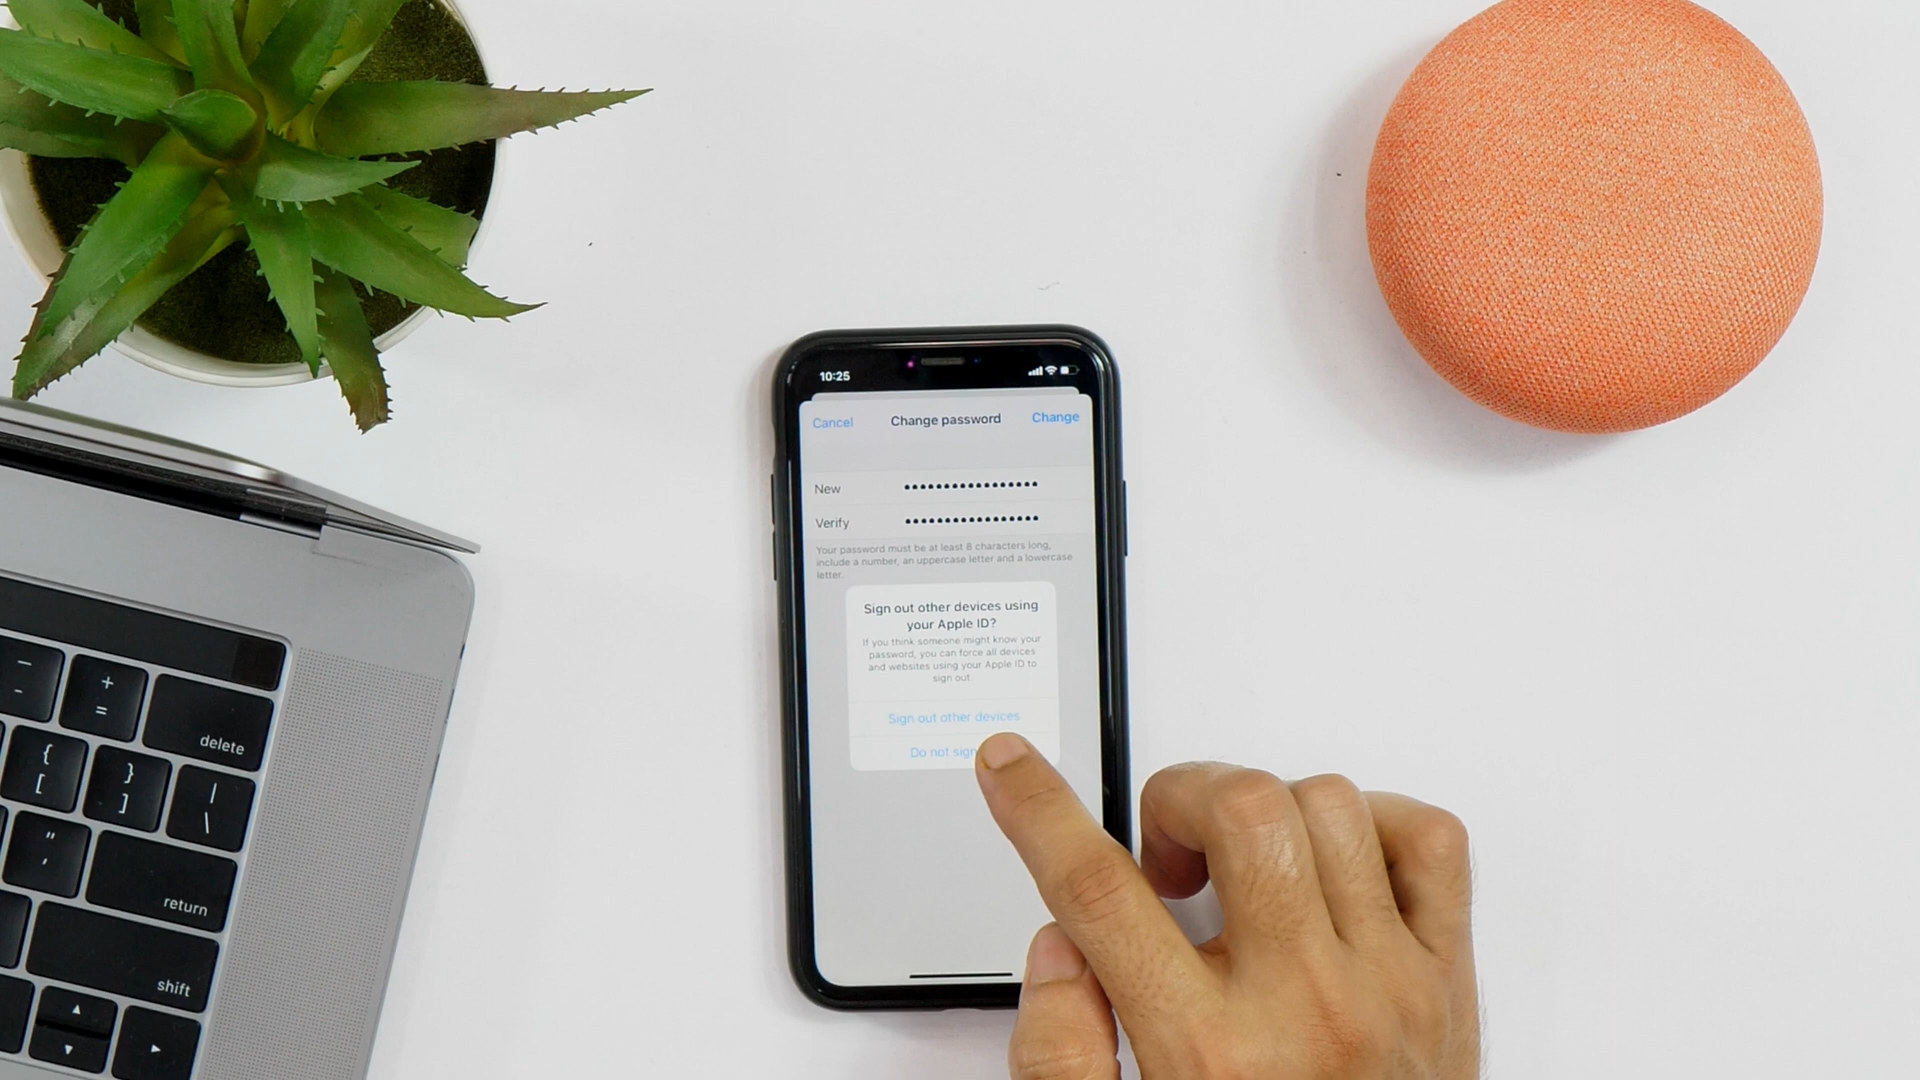 10:25
Cancel Change password Change
New
Verify
Your password must be at least 8 characters long,
include a number, an uppercase letter and a lowercase
letter.
Sign out other devices using
your Apple ID?
If you think someone might know your
password, you can force all devices
and websites using your Apple ID to
sign out.
Sign out other devices
Do not sign
— + delete
- =
{ } |
[ ] \
" return
'
shift